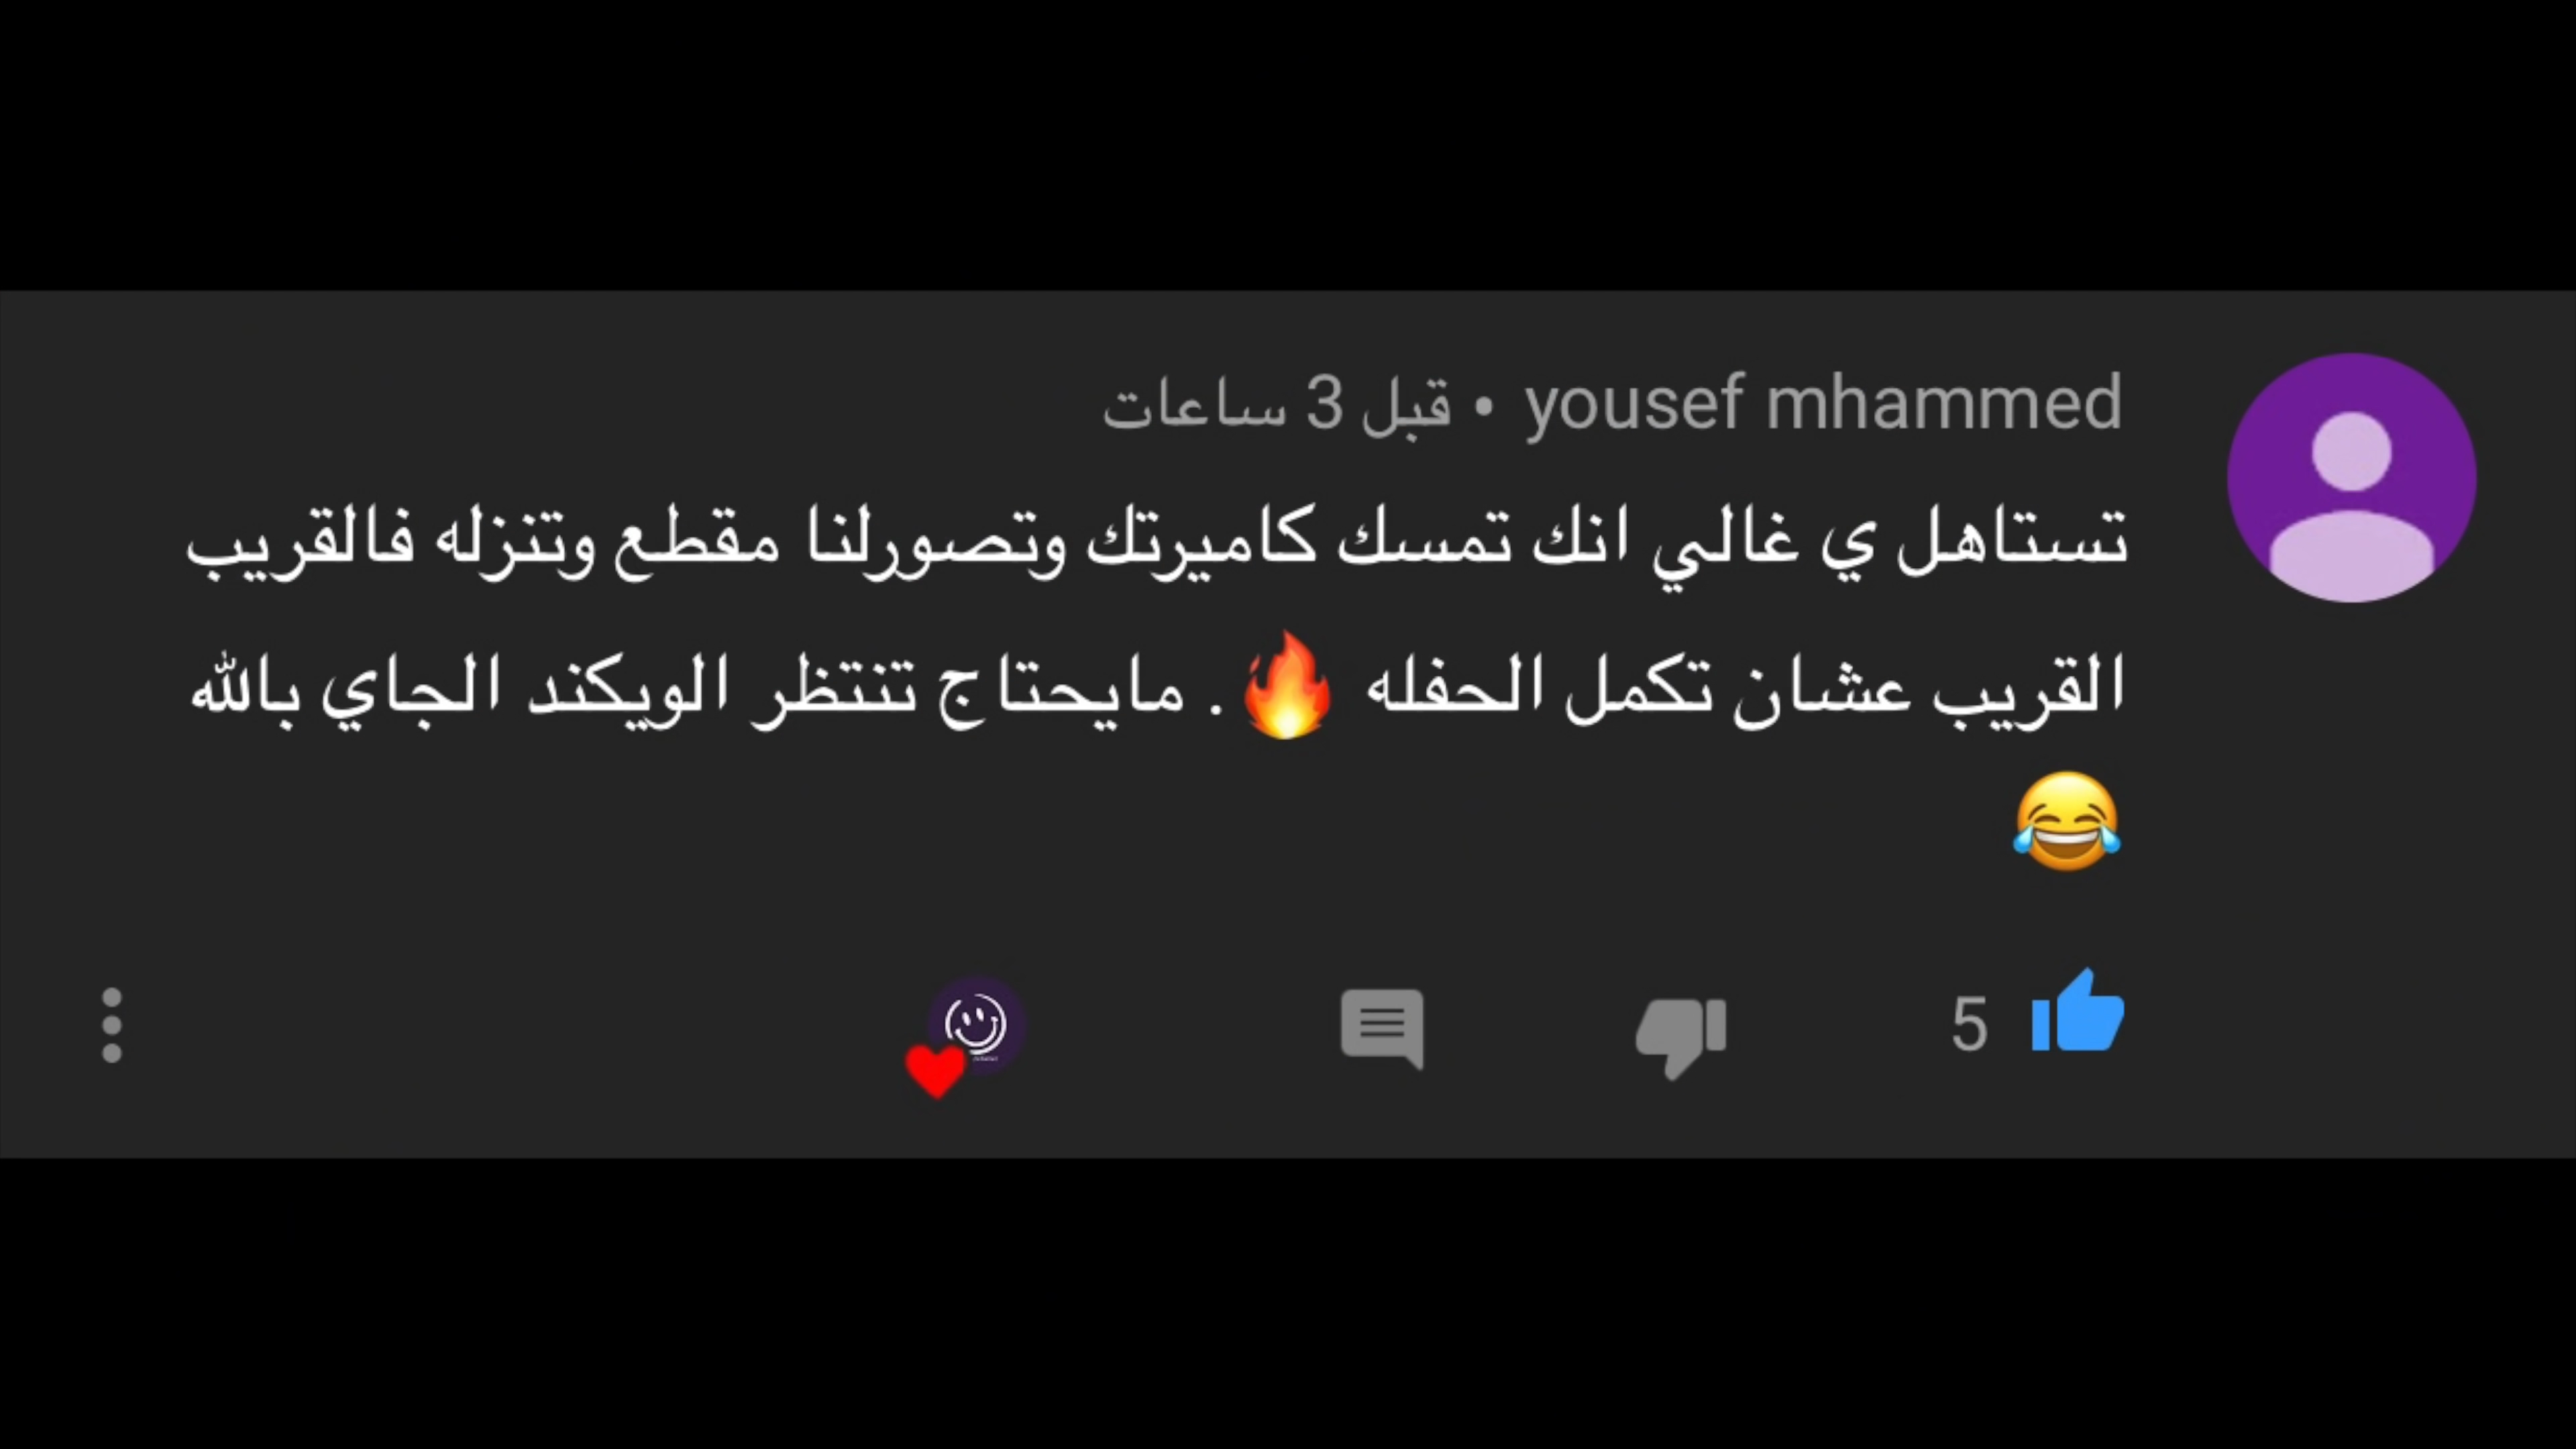 yousef mhammed • قبل 3 ساعات
تستاهل ي غالي انك تمسك كاميرتك وتصورلنا مقطع وتنزله فالقريب
القريب عشان تكمل الحفله 🔥. مايحتاج تنتظر الويكند الجاي بالله
😂
5